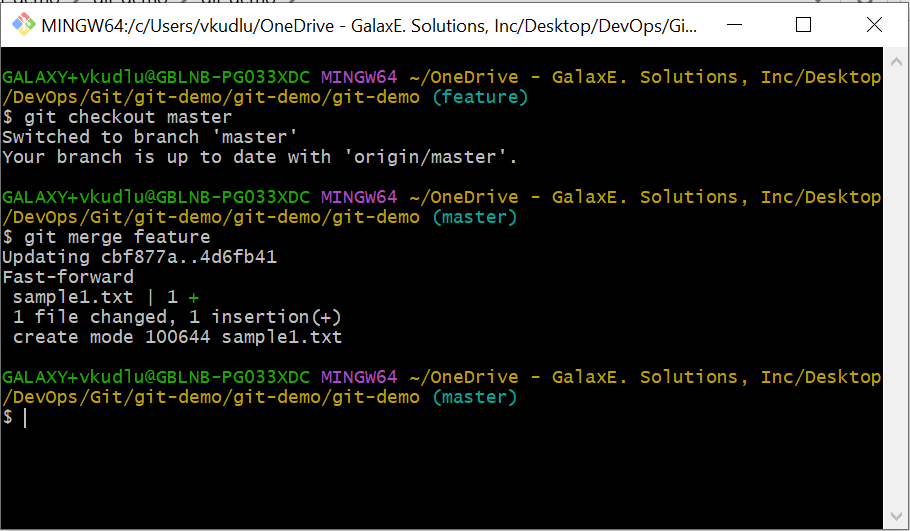 MINGW64:/c/Users/vkudlu/OneDrive - GalaxE. Solutions, Inc/Desktop/DevOps/Gi...
GALAXY+vkudlu@GBLNB-PG033XDC MINGW64 ~/OneDrive - GalaxE. Solutions, Inc/Desktop
/DevOps/Git/git-demo/git-demo/git-demo (feature)
$ git checkout master
Switched to branch 'master'
Your branch is up to date with 'origin/master'.
GALAXY+vkudlu@GBLNB-PG033XDC MINGW64 ~/OneDrive - GalaxE. Solutions, Inc/Desktop
/DevOps/Git/git-demo/git-demo/git-demo (master)
$ git merge feature
Updating cbf877a..4d6fb41
Fast-forward
 sample1.txt | 1 +
 1 file changed, 1 insertion(+)
 create mode 100644 sample1.txt
GALAXY+vkudlu@GBLNB-PG033XDC MINGW64 ~/OneDrive - GalaxE. Solutions, Inc/Desktop
/DevOps/Git/git-demo/git-demo/git-demo (master)
$